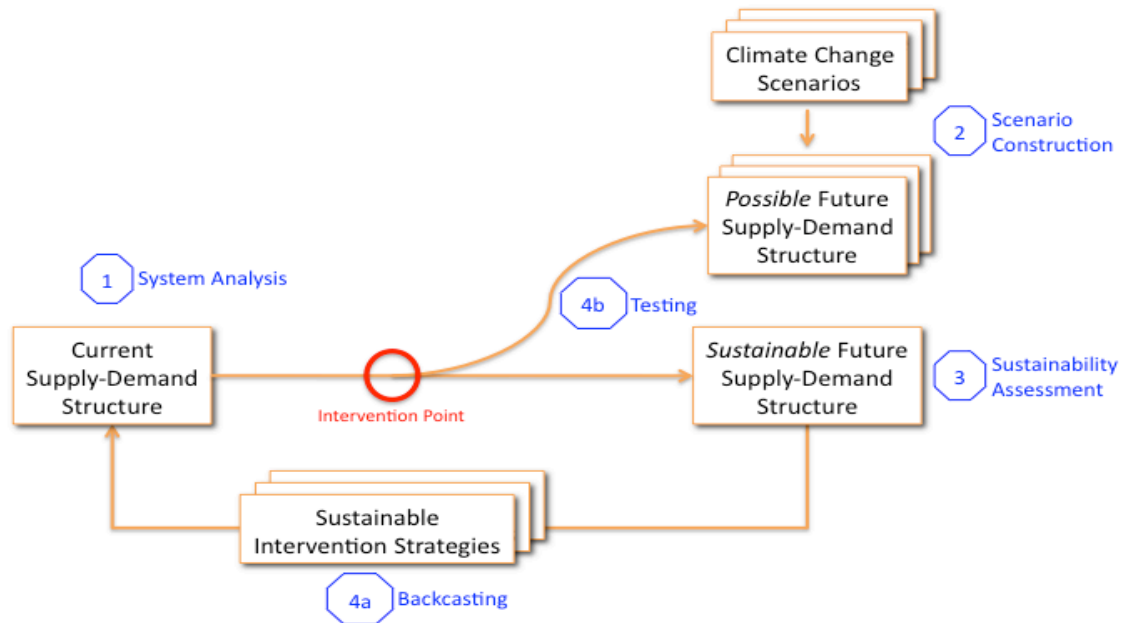 Climate Change
Scenarios
2
Scenario
Construction
Possible Future
Supply-Demand
Structure
1
System Analysis
4b
Testing
Current
Supply-Demand
Structure
Intervention Point
Sustainable Future
Supply-Demand
Structure
3
Sustainability
Assessment
Sustainable
Intervention Strategies
4a
Backcasting